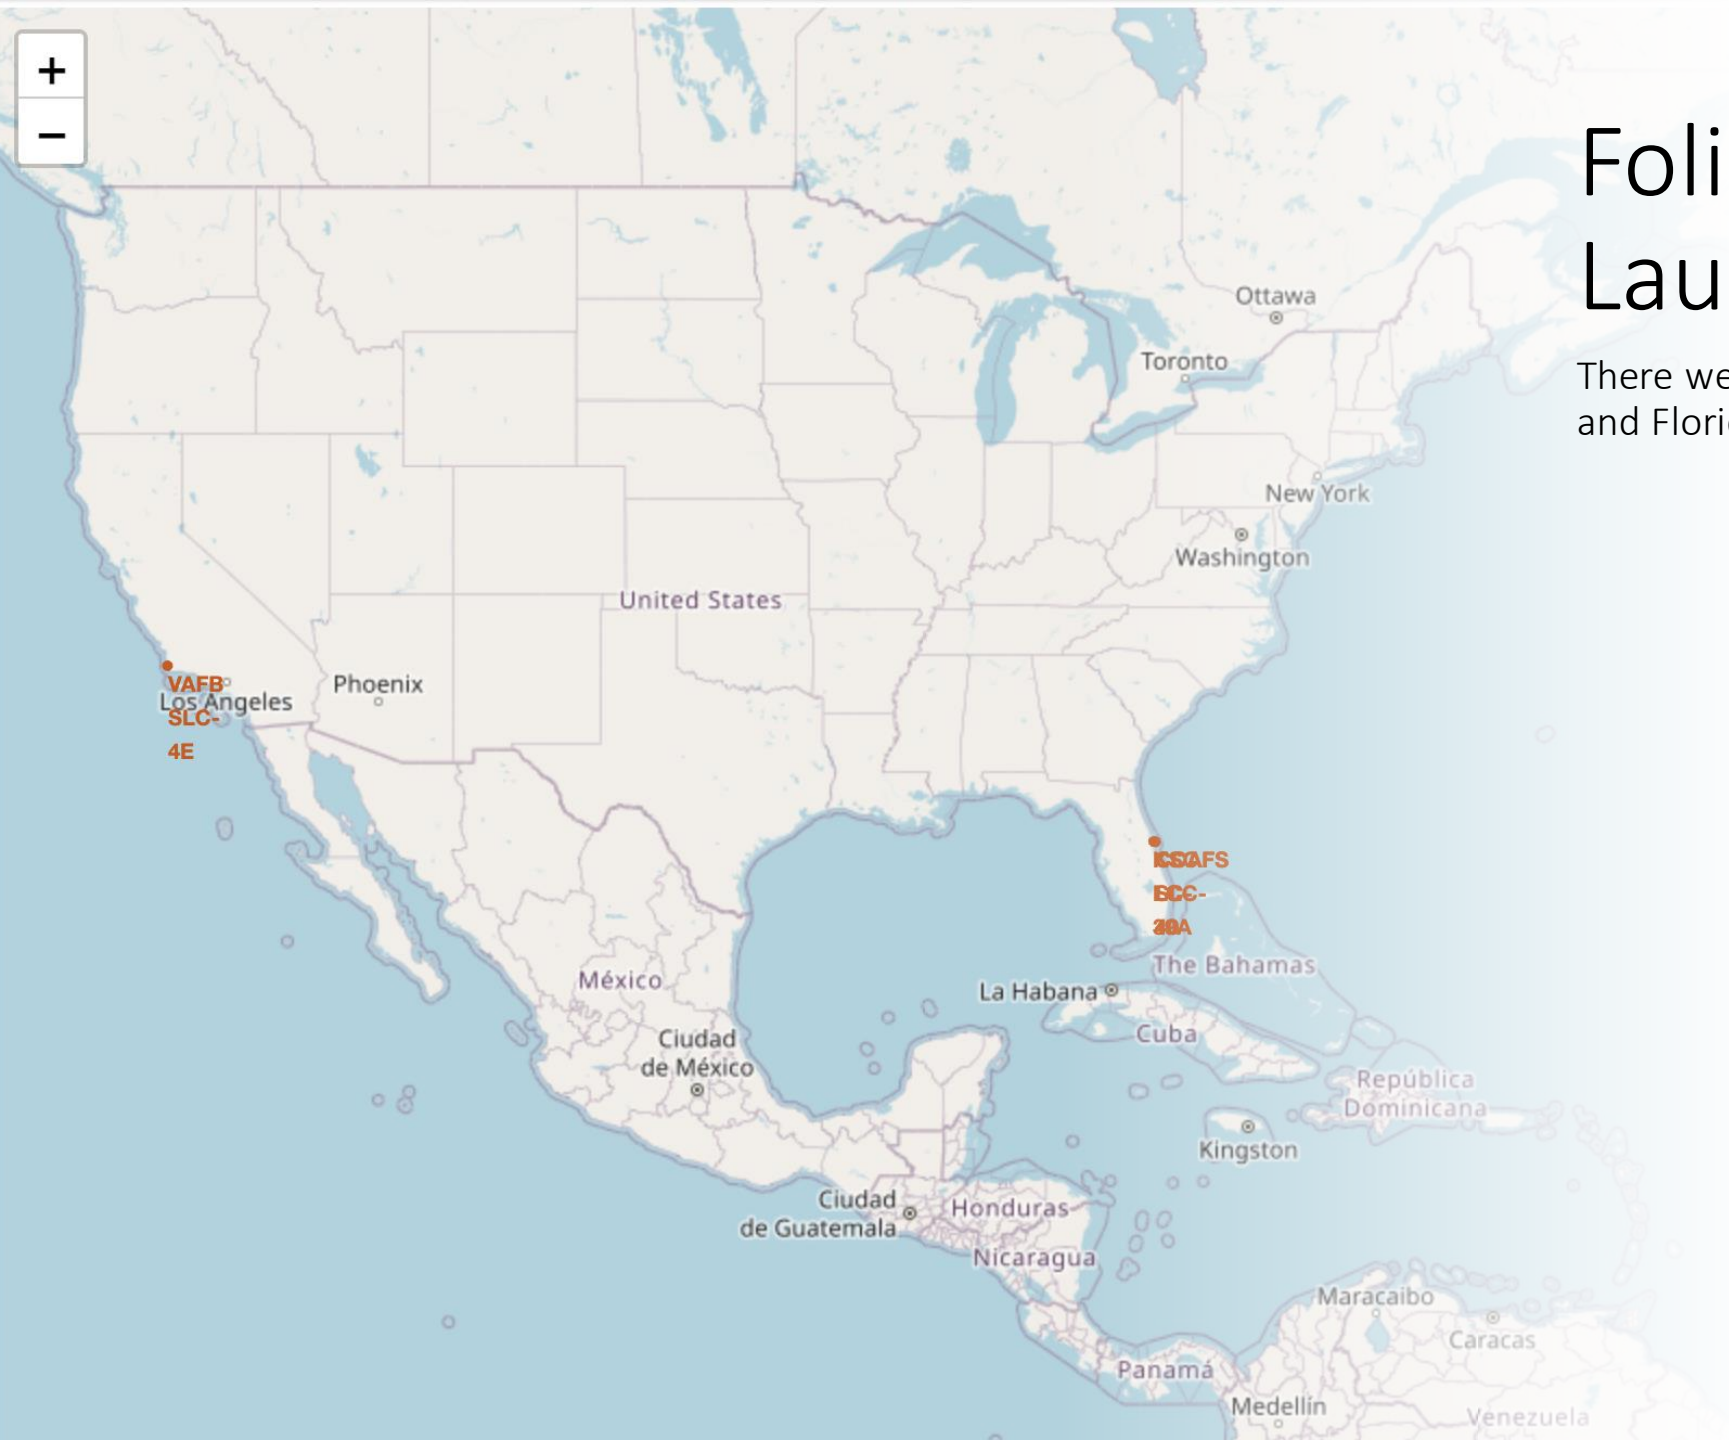 +
−
Foli
Lau
There we
and Flori
Ottawa
Toronto
New York
Washington
United States
Phoenix
VAFB
Los Angeles
SLC-
4E
The Bahamas
México
La Habana
Cuba
Ciudad
de México
República
Dominicana
Kingston
Ciudad
de Guatemala
Honduras
Nicaragua
Maracaibo
Caracas
Panamá
Medellín
Venezuela